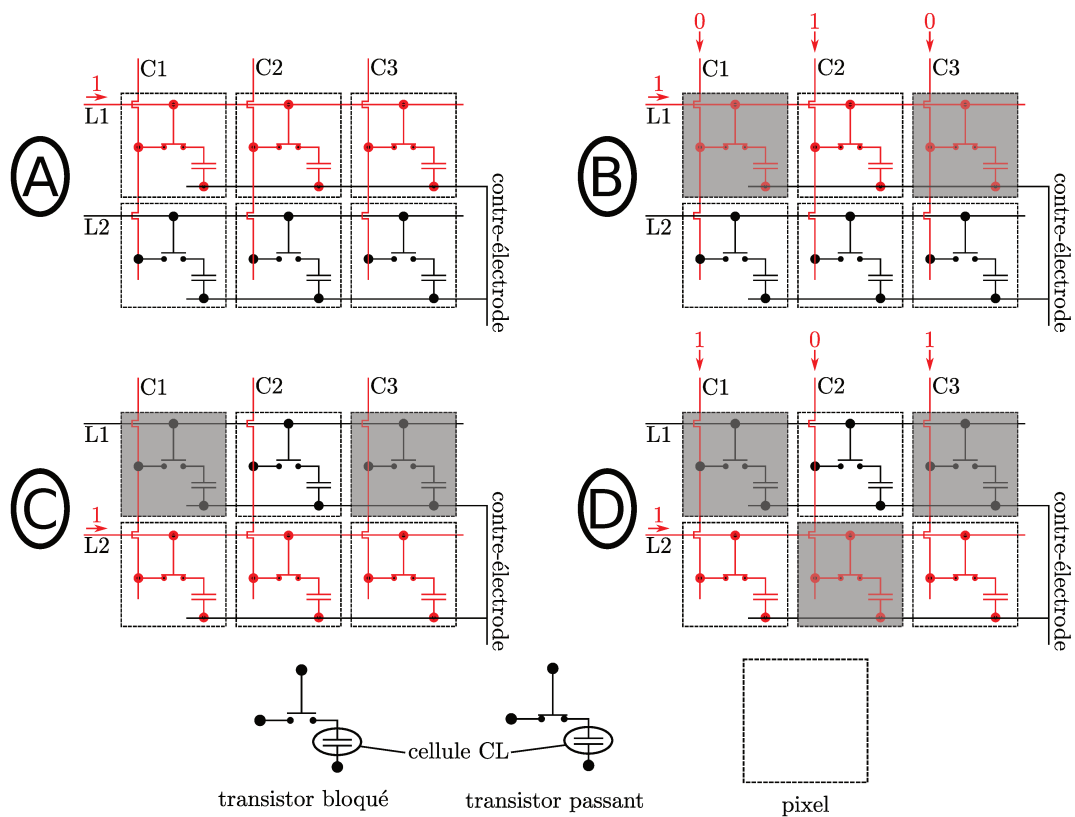 0 1 0
C1 C2 C3 C1 C2 C3
1 1
L1 L1
A B
contre-électrode contre-électrode
L2 L2
1 0 1
C1 C2 C3 C1 C2 C3
L1 L1
C D
contre-électrode contre-électrode
1 1
L2 L2
cellule CL
transistor bloqué transistor passant pixel